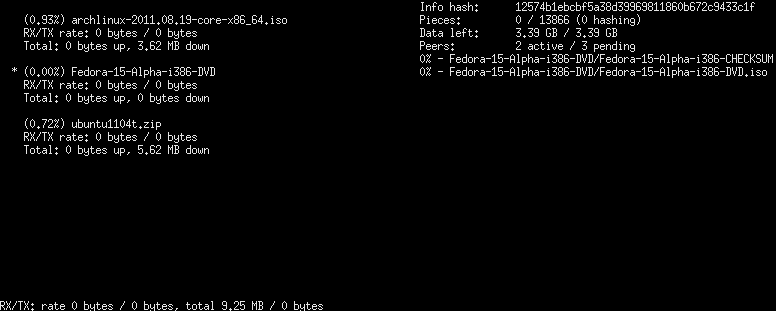 (0.93%) archlinux-2011.08.19-core-x86_64.iso
RX/TX rate: 0 bytes / 0 bytes
Total: 0 bytes up, 3.62 MB down
* (0.00%) Fedora-15-Alpha-i386-DVD
RX/TX rate: 0 bytes / 0 bytes
Total: 0 bytes up, 0 bytes down
(0.72%) ubuntu1104t.zip
RX/TX rate: 0 bytes / 0 bytes
Total: 0 bytes up, 5.62 MB down
Info hash: 12574b1ebcbf5a38d39969811860b672c9433c1f
Pieces: 0 / 13866 (0 hashing)
Data left: 3.39 GB / 3.39 GB
Peers: 2 active / 3 pending
0% - Fedora-15-Alpha-i386-DVD/Fedora-15-Alpha-i386-CHECKSUM
0% - Fedora-15-Alpha-i386-DVD/Fedora-15-Alpha-i386-DVD.iso
RX/TX: rate 0 bytes / 0 bytes, total 9.25 MB / 0 bytes